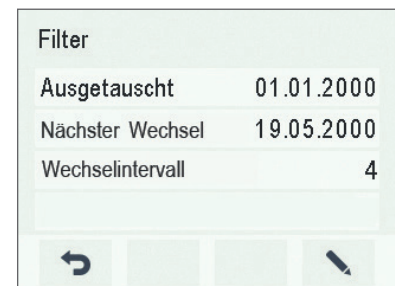 Filter
Ausgetauscht 01.01.2000
Nächster Wechsel 19.05.2000
Wechselintervall 4